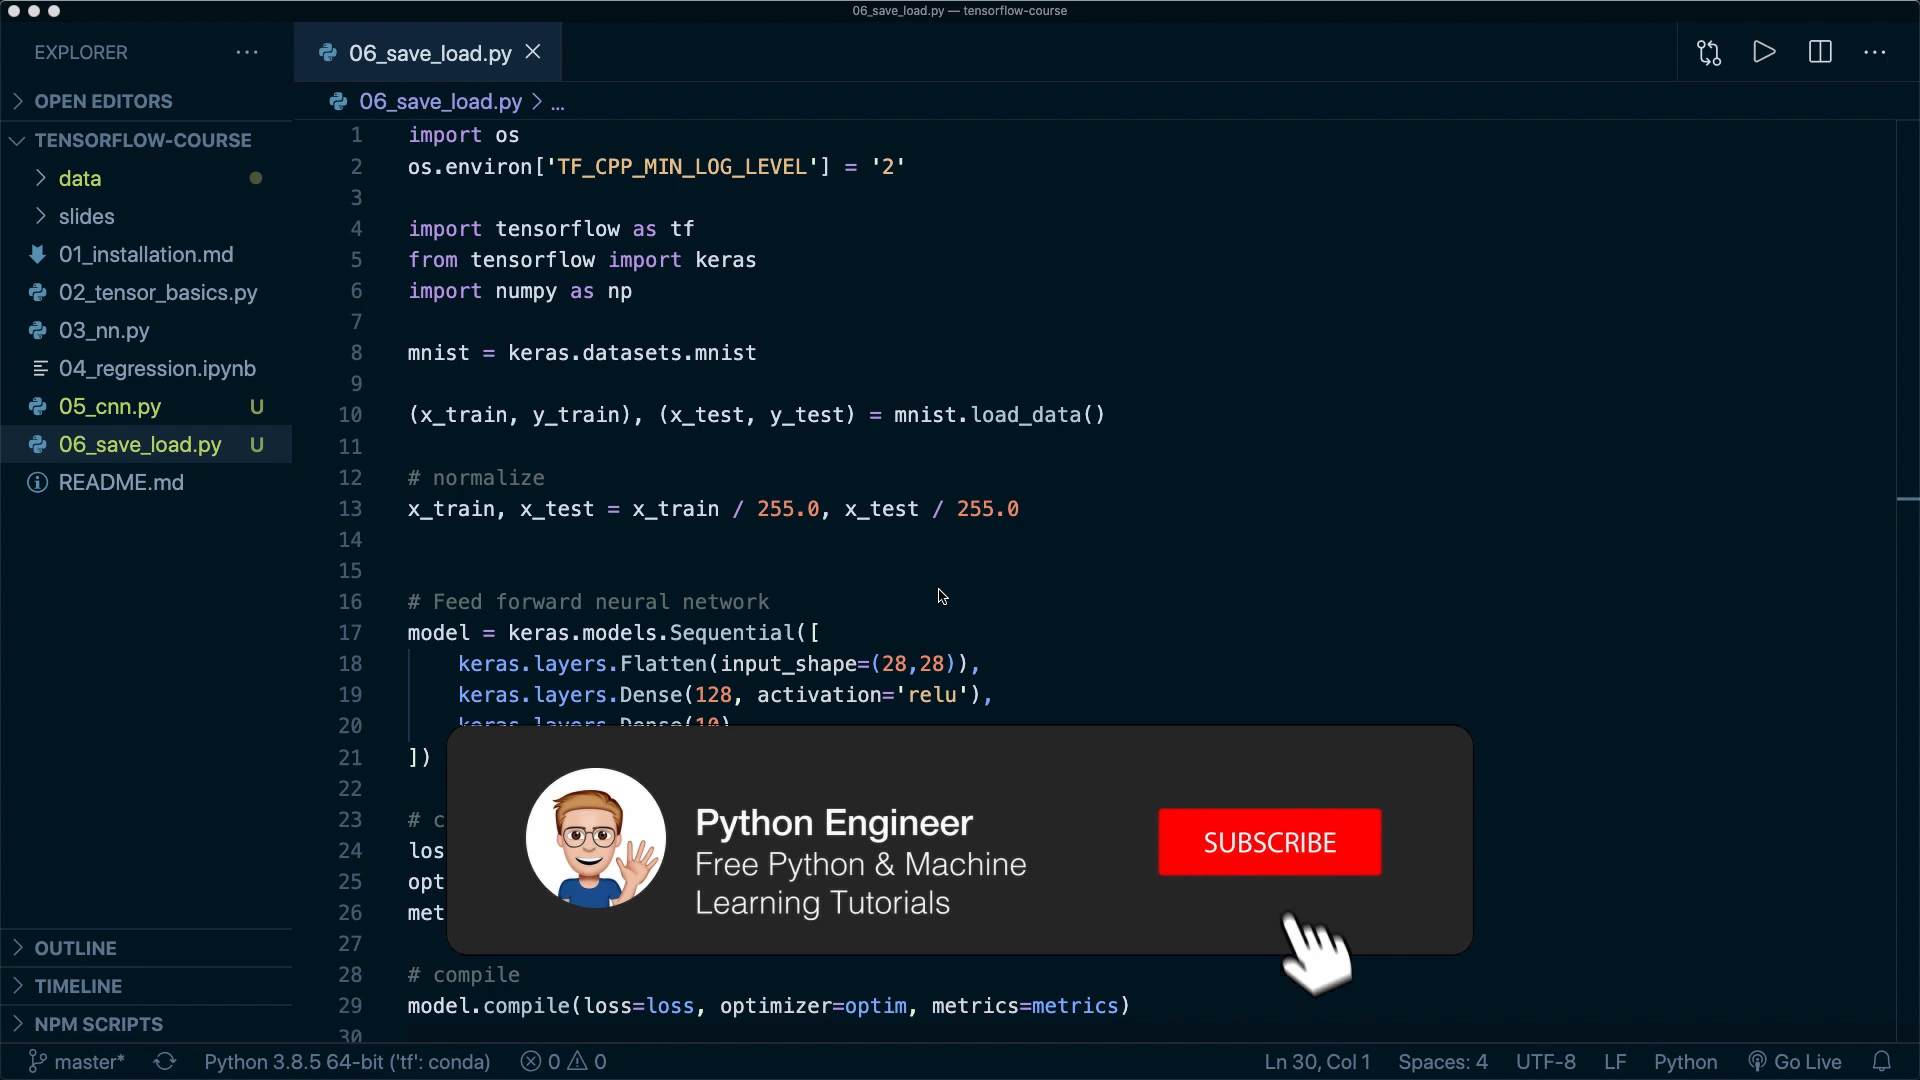 06_save_load.py — tensorflow-course
EXPLORER
06_save_load.py
OPEN EDITORS
06_save_load.py > ...
TENSORFLOW-COURSE
data
slides
01_installation.md
02_tensor_basics.py
03_nn.py
04_regression.ipynb
05_cnn.py U
06_save_load.py U
README.md
OUTLINE
TIMELINE
NPM SCRIPTS
1 import os
2 os.environ['TF_CPP_MIN_LOG_LEVEL'] = '2'
3
4 import tensorflow as tf
5 from tensorflow import keras
6 import numpy as np
7
8 mnist = keras.datasets.mnist
9
10 (x_train, y_train), (x_test, y_test) = mnist.load_data()
11
12 # normalize
13 x_train, x_test = x_train / 255.0, x_test / 255.0
14
15
16 # Feed forward neural network
17 model = keras.models.Sequential([
18 keras.layers.Flatten(input_shape=(28,28)),
19 keras.layers.Dense(128, activation='relu'),
20 keras.layers.Dense(10)
21 ])
22
23 # c
24 los
25 opt
26 met
27
28 # compile
29 model.compile(loss=loss, optimizer=optim, metrics=metrics)
30
Python Engineer
Free Python & Machine
Learning Tutorials
SUBSCRIBE
master* Python 3.8.5 64-bit ('tf': conda) 0 0 Ln 30, Col 1 Spaces: 4 UTF-8 LF Python Go Live